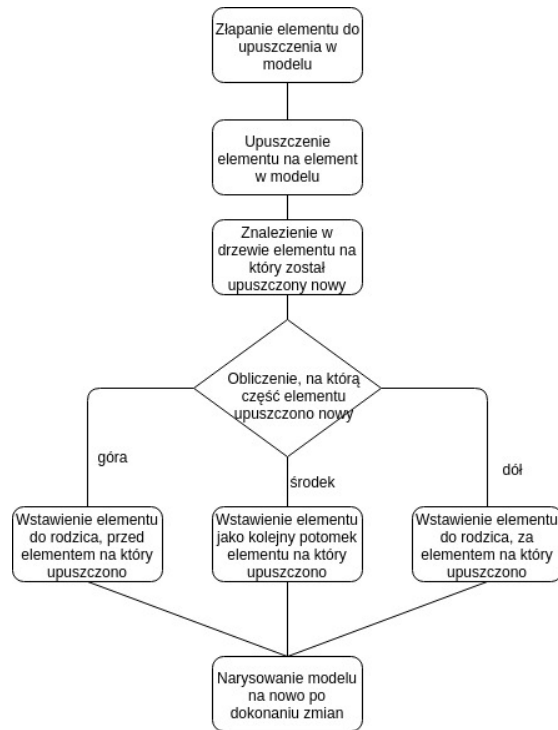 Złapanie elementu do
upuszczenia w
modelu
Upuszczenie
elementu na element
w modelu
Znalezienie w
drzewie elementu na
który został
upuszczony nowy
Obliczenie, na którą
część elementu
upuszczono nowy
góra
środek
dół
Wstawienie elementu
do rodzica, przed
elementem na który
upuszczono
Wstawienie elementu
jako kolejny potomek
elementu na który
upuszczono
Wstawienie elementu
do rodzica, za
elementem na który
upuszczono
Narysowanie modelu
na nowo po
dokonaniu zmian